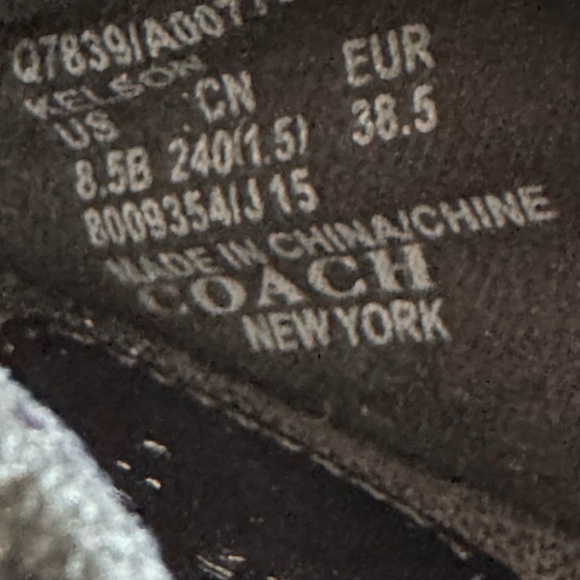 Q7839/A007
KELSON
US CN EUR
8.5B 240(1.5) 38.5
8009354/J 15
MADE IN CHINA/CHINE
COACH
NEW YORK